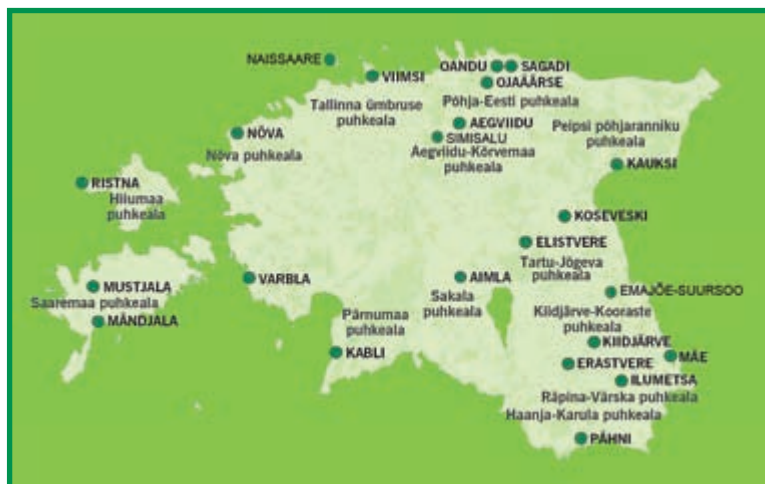 NAISSAARE
VIIMSI
OANDU
SAGADI
OJAÄÄRSE
Tallinna ümbruse
puhkeala
Põhja-Eesti puhkeala
NÕVA
Nõva puhkeala
AEGVIIDU
SIMISALU
Aegviidu-Kõrvemaa
puhkeala
Peipsi põhjaranniku
puhkeala
KAUKSI
RISTNA
Hiiumaa
puhkeala
KOSEVESKI
ELISTVERE
Tartu-Jõgeva
puhkeala
MUSTJALA
Saaremaa puhkeala
MÄNDJALA
VARBLA
AIMLA
Sakala
puhkeala
EMAJÕE-SUURSOO
Pärnumaa
puhkeala
KABLI
Kiidjärve-Kooraste
puhkeala
KIIDJÄRVE
MÄE
ERASTVERE
ILUMETSA
Räpina-Värska puhkeala
Haanja-Karula puhkeala
PÄHNI